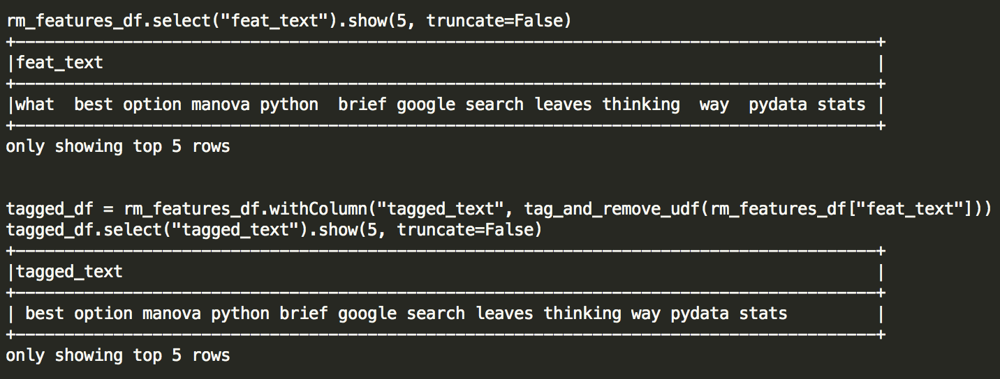 rm_features_df.select("feat_text").show(5, truncate=False)
+----------------------------------------------------------------------------------------+
|feat_text                                                                               |
+----------------------------------------------------------------------------------------+
|what  best option manova python  brief google search leaves thinking  way  pydata stats |
+----------------------------------------------------------------------------------------+
only showing top 5 rows
tagged_df = rm_features_df.withColumn("tagged_text", tag_and_remove_udf(rm_features_df["feat_text"]))
tagged_df.select("tagged_text").show(5, truncate=False)
+----------------------------------------------------------------------------------------+
|tagged_text                                                                             |
+----------------------------------------------------------------------------------------+
| best option manova python brief google search leaves thinking way pydata stats         |
+----------------------------------------------------------------------------------------+
only showing top 5 rows